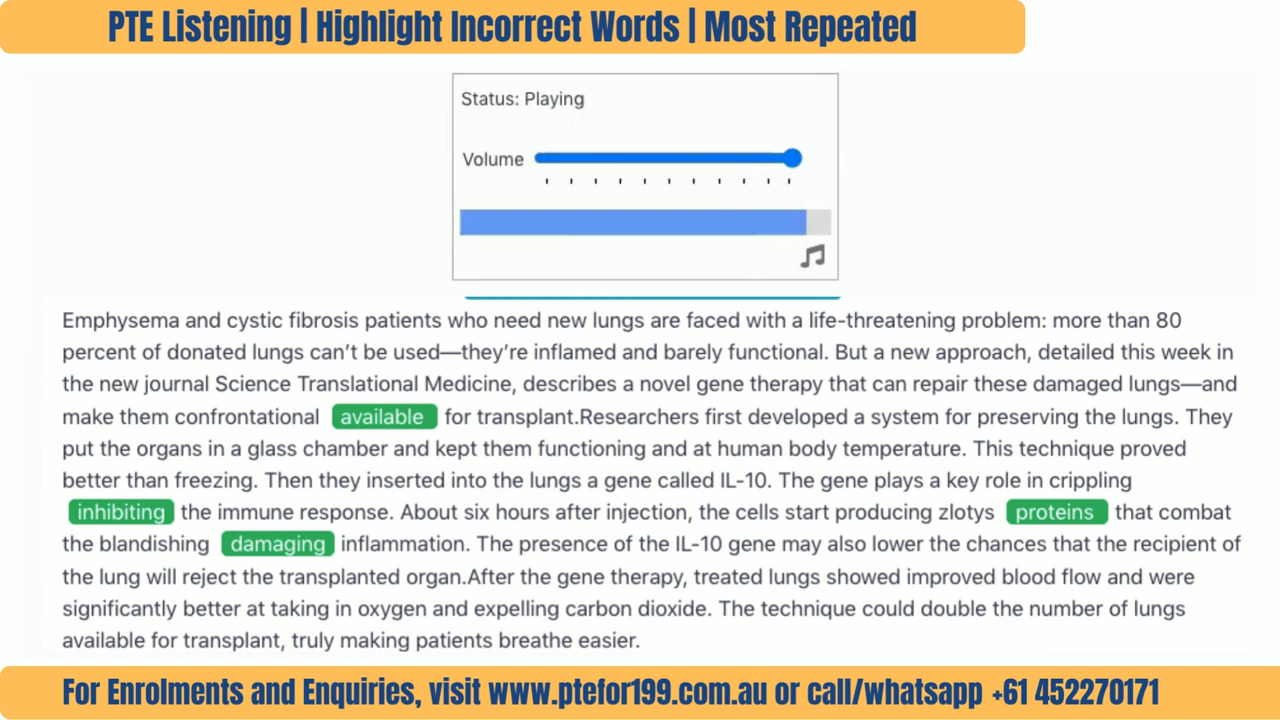 PTE Listening | Highlight Incorrect Words | Most Repeated
Status: Playing
Volume
Emphysema and cystic fibrosis patients who need new lungs are faced with a life-threatening problem: more than 80
percent of donated lungs can’t be used—they’re inflamed and barely functional. But a new approach, detailed this week in
the new journal Science Translational Medicine, describes a novel gene therapy that can repair these damaged lungs—and
make them confrontational available for transplant.Researchers first developed a system for preserving the lungs. They
put the organs in a glass chamber and kept them functioning and at human body temperature. This technique proved
better than freezing. Then they inserted into the lungs a gene called IL-10. The gene plays a key role in crippling
inhibiting the immune response. About six hours after injection, the cells start producing zlotys proteins that combat
the blandishing damaging inflammation. The presence of the IL-10 gene may also lower the chances that the recipient of
the lung will reject the transplanted organ.After the gene therapy, treated lungs showed improved blood flow and were
significantly better at taking in oxygen and expelling carbon dioxide. The technique could double the number of lungs
available for transplant, truly making patients breathe easier.
For Enrolments and Enquiries, visit www.ptefor199.com.au or call/whatsapp +61 452270171